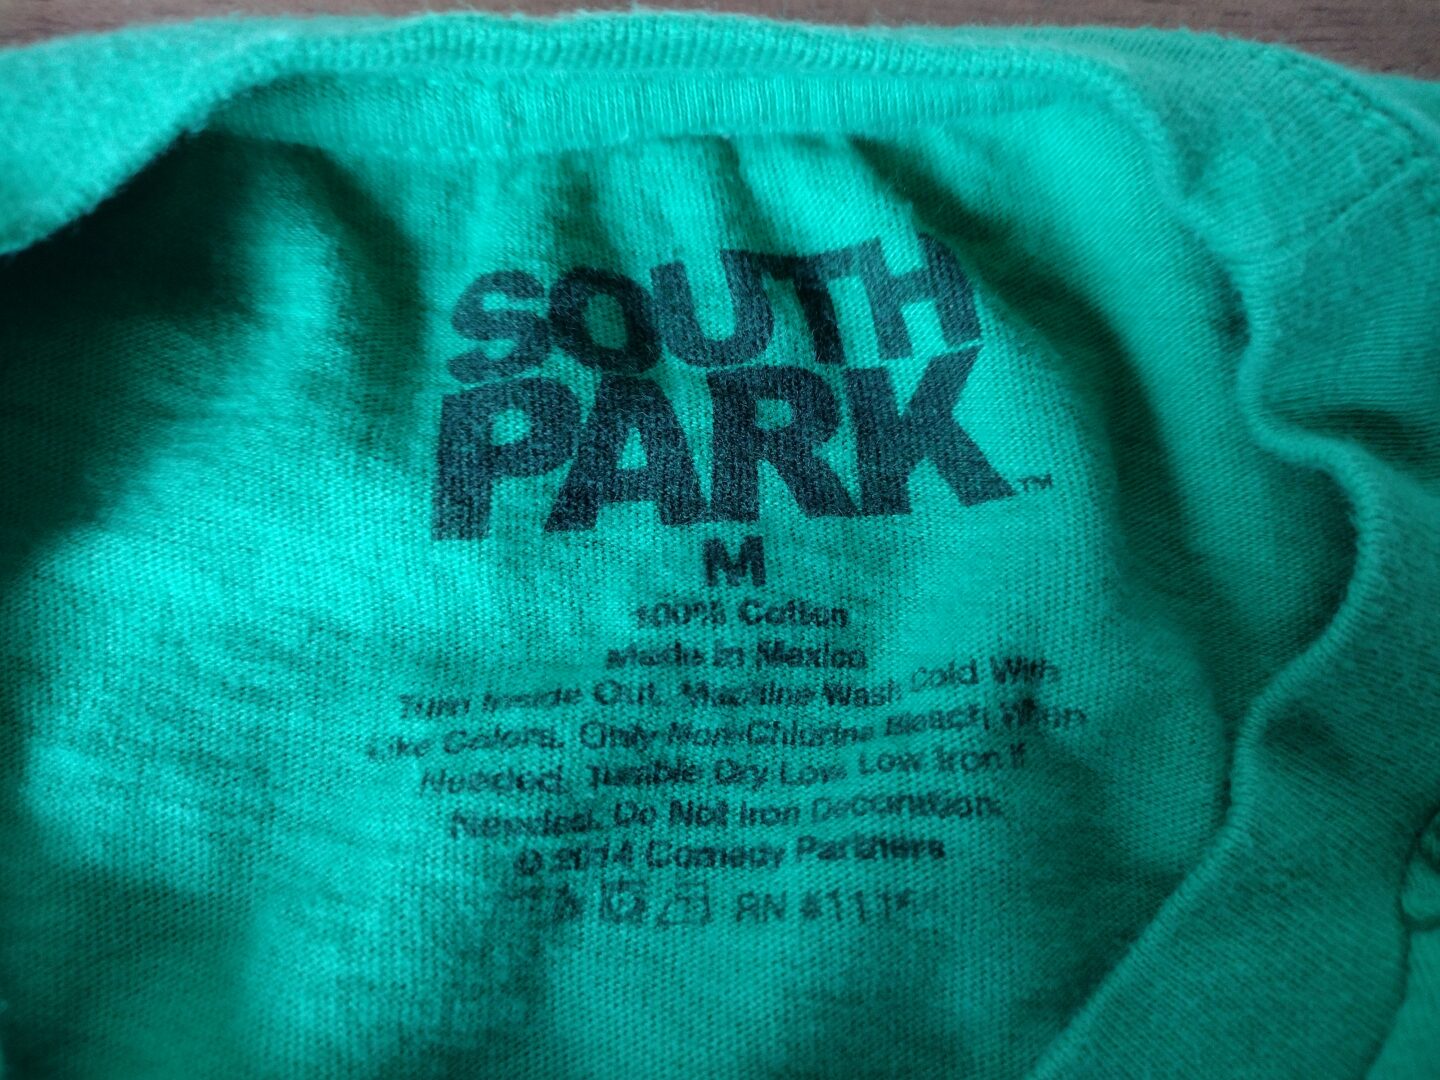 SOUTH
PARK™
M
100% Cotton
Made in Mexico
Turn Inside Out. Machine Wash Cold With
Like Colors. Only Non-Chlorine Bleach When
Needed. Tumble Dry Low. Low Iron If
Needed. Do Not Iron Decoration.
© 2014 Comedy Partners
RN